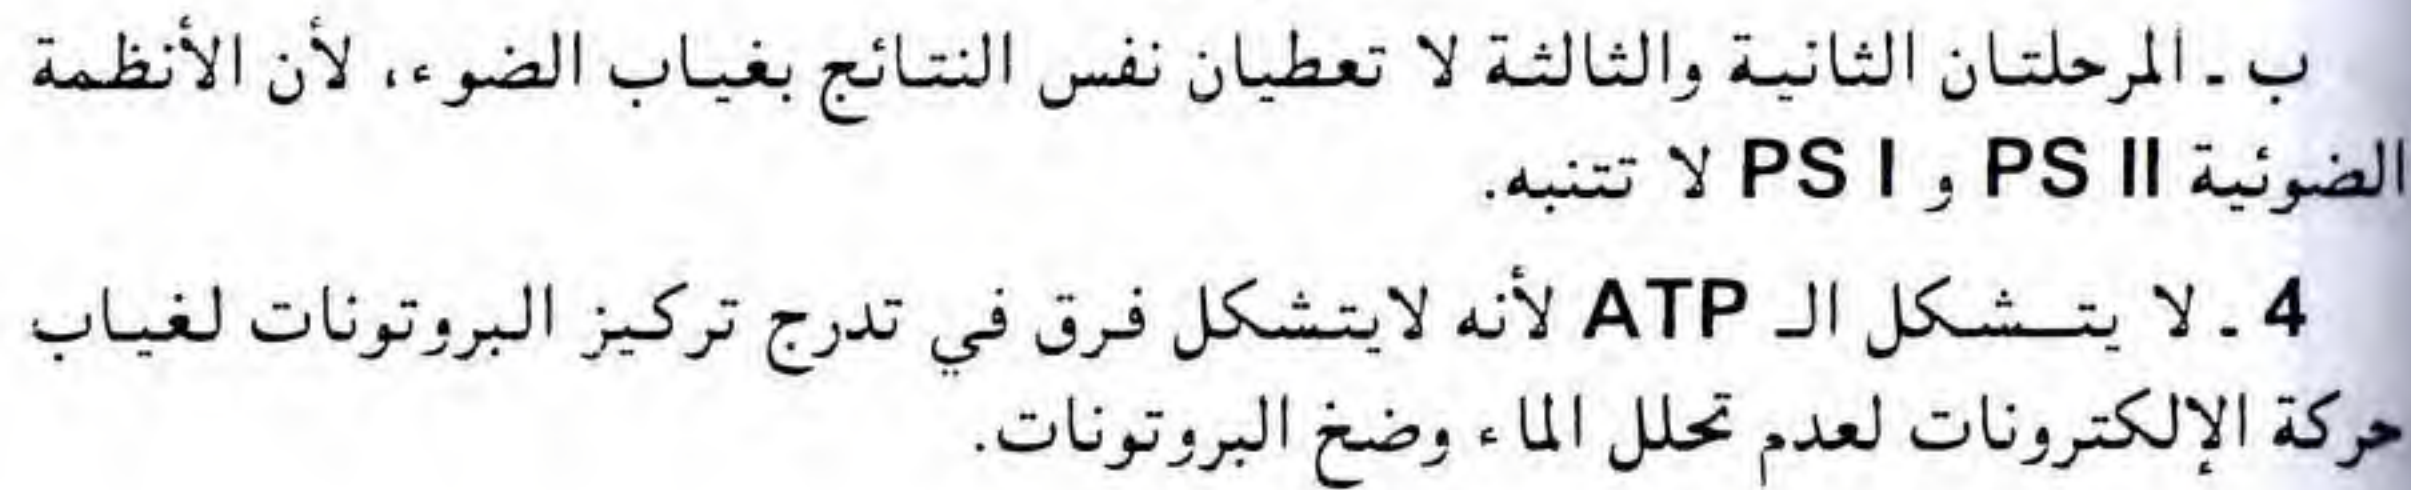 ب ـ المرحلتان الثانية والثالثة لا تعطيان نفس النتائج بغياب الضوء، لأن الأنظمة
الضوئية PS II و PS I لا تتنبه.
4 ـ لا يتشكل الـ ATP لأنه لايتشكل فرق في تدرج تركيز البروتونات لغياب
حركة الإلكترونات لعدم تحلل الماء وضخ البروتونات.